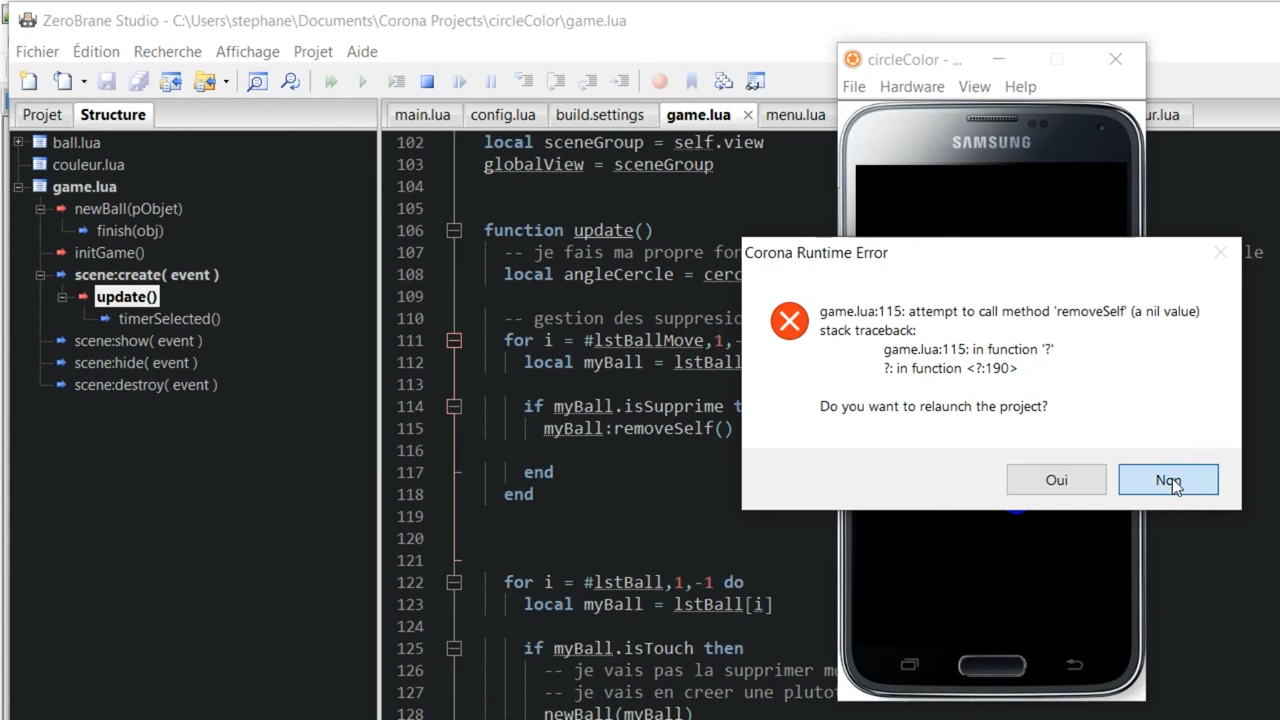 ZeroBrane Studio - C:\Users\stephane\Documents\Corona Projects\circleColor\game.lua
Fichier Édition Recherche Affichage Projet Aide
Projet Structure
ball.lua
couleur.lua
game.lua
newBall(pObjet)
finish(obj)
initGame()
scene:create( event )
update()
timerSelected()
scene:show( event )
scene:hide( event )
scene:destroy( event )
main.lua config.lua build.settings game.lua menu.lua ur.lua
102 local sceneGroup = self.view
103 globalView = sceneGroup
104
105
106 function update()
107 -- je fais ma propre fon le
108 local angleCercle = cerc
109
110 -- gestion des suppresio
111 for i = #lstBallMove,1,-
112 local myBall = lstBall
113
114 if myBall.isSupprime t
115 myBall:removeSelf()
116
117 end
118 end
119
120
121
122 for i = #lstBall,1,-1 do
123 local myBall = lstBall[i]
124
125 if myBall.isTouch then
126 -- je vais pas la supprimer mo
127 -- je vais en creer une plutot
128 newBall(myBall)
circleColor - ...
File Hardware View Help
SAMSUNG
Corona Runtime Error
game.lua:115: attempt to call method 'removeSelf' (a nil value)
stack traceback:
game.lua:115: in function '?'
?: in function <?:190>
Do you want to relaunch the project?
Oui Non